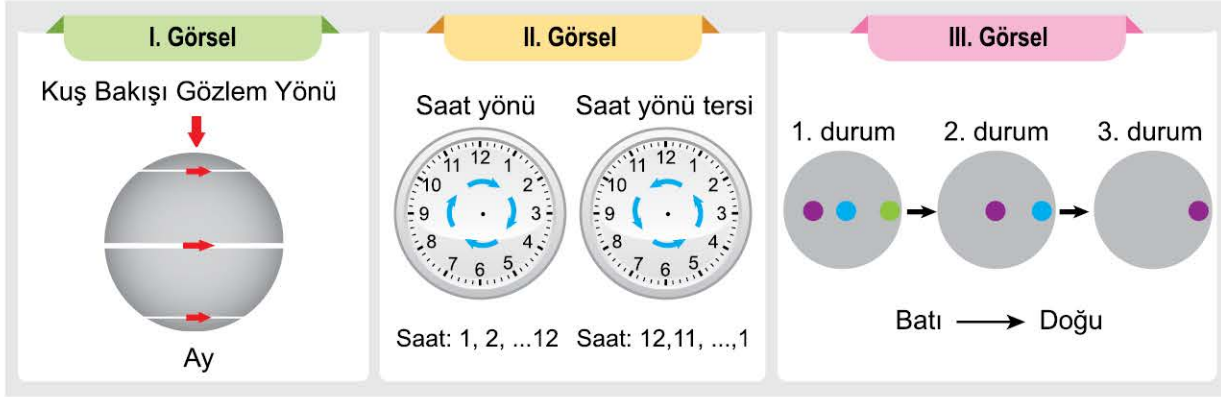 I. Görsel
Kuş Bakışı Gözlem Yönü
Ay
II. Görsel
Saat yönü
12
1
2
3
4
5
6
7
8
9
10
11
Saat: 1, 2, ...12
Saat yönü tersi
12
1
2
3
4
5
6
7
8
9
10
11
Saat: 12,11, ...,1
III. Görsel
1. durum
2. durum
3. durum
Batı
Doğu